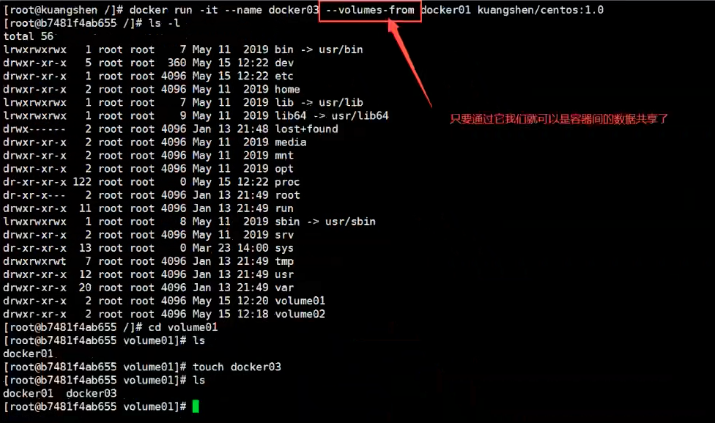 [root@kuangshen /]# docker run -it --name docker03 --volumes-from docker01 kuangshen/centos:1.0
[root@b7481f4ab655 /]# ls -l
total 56
lrwxrwxrwx   1 root root    7 May 11  2019 bin -> usr/bin
drwxr-xr-x   5 root root  360 May 15 12:22 dev
drwxr-xr-x   1 root root 4096 May 15 12:22 etc
drwxr-xr-x   2 root root 4096 May 11  2019 home
lrwxrwxrwx   1 root root    7 May 11  2019 lib -> usr/lib
lrwxrwxrwx   1 root root    9 May 11  2019 lib64 -> usr/lib64
drwx------   2 root root 4096 Jan 13 21:48 lost+found
drwxr-xr-x   2 root root 4096 May 11  2019 media
drwxr-xr-x   2 root root 4096 May 11  2019 mnt
drwxr-xr-x   2 root root 4096 May 11  2019 opt
dr-xr-xr-x 122 root root    0 May 15 12:22 proc
dr-xr-x---   2 root root 4096 Jan 13 21:49 root
drwxr-xr-x  11 root root 4096 Jan 13 21:49 run
lrwxrwxrwx   1 root root    8 May 11  2019 sbin -> usr/sbin
drwxr-xr-x   2 root root 4096 May 11  2019 srv
dr-xr-xr-x  13 root root    0 Mar 23 14:00 sys
drwxrwxrwt   7 root root 4096 Jan 13 21:49 tmp
drwxr-xr-x  12 root root 4096 Jan 13 21:49 usr
drwxr-xr-x  20 root root 4096 Jan 13 21:49 var
drwxr-xr-x   2 root root 4096 May 15 12:20 volume01
drwxr-xr-x   2 root root 4096 May 15 12:18 volume02
[root@b7481f4ab655 /]# cd volume01
[root@b7481f4ab655 volume01]# ls
docker01
[root@b7481f4ab655 volume01]# touch docker03
[root@b7481f4ab655 volume01]# ls
docker01  docker03
[root@b7481f4ab655 volume01]#
只要通过它我们就可以是容器间的数据共享了